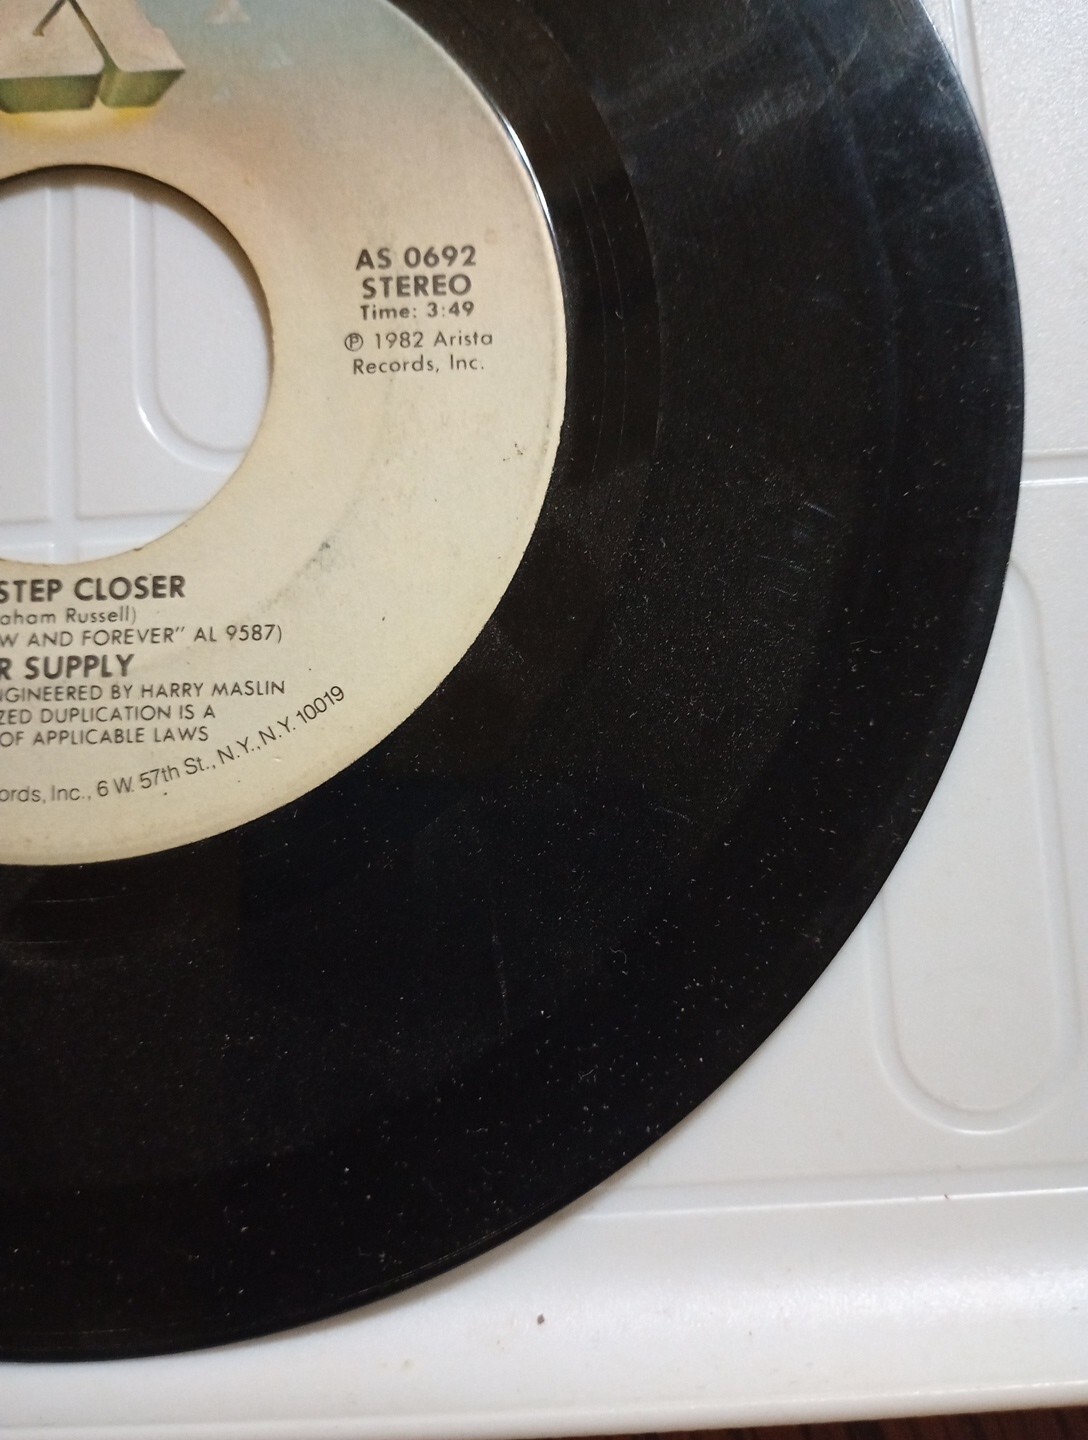 AS 0692
STEREO
Time: 3:49
℗ 1982 Arista
Records, Inc.
STEP CLOSER
aham Russell)
W AND FOREVER" AL 9587)
R SUPPLY
NGINEERED BY HARRY MASLIN
ZED DUPLICATION IS A
OF APPLICABLE LAWS
ords, Inc., 6 W. 57th St., N.Y., N.Y. 10019